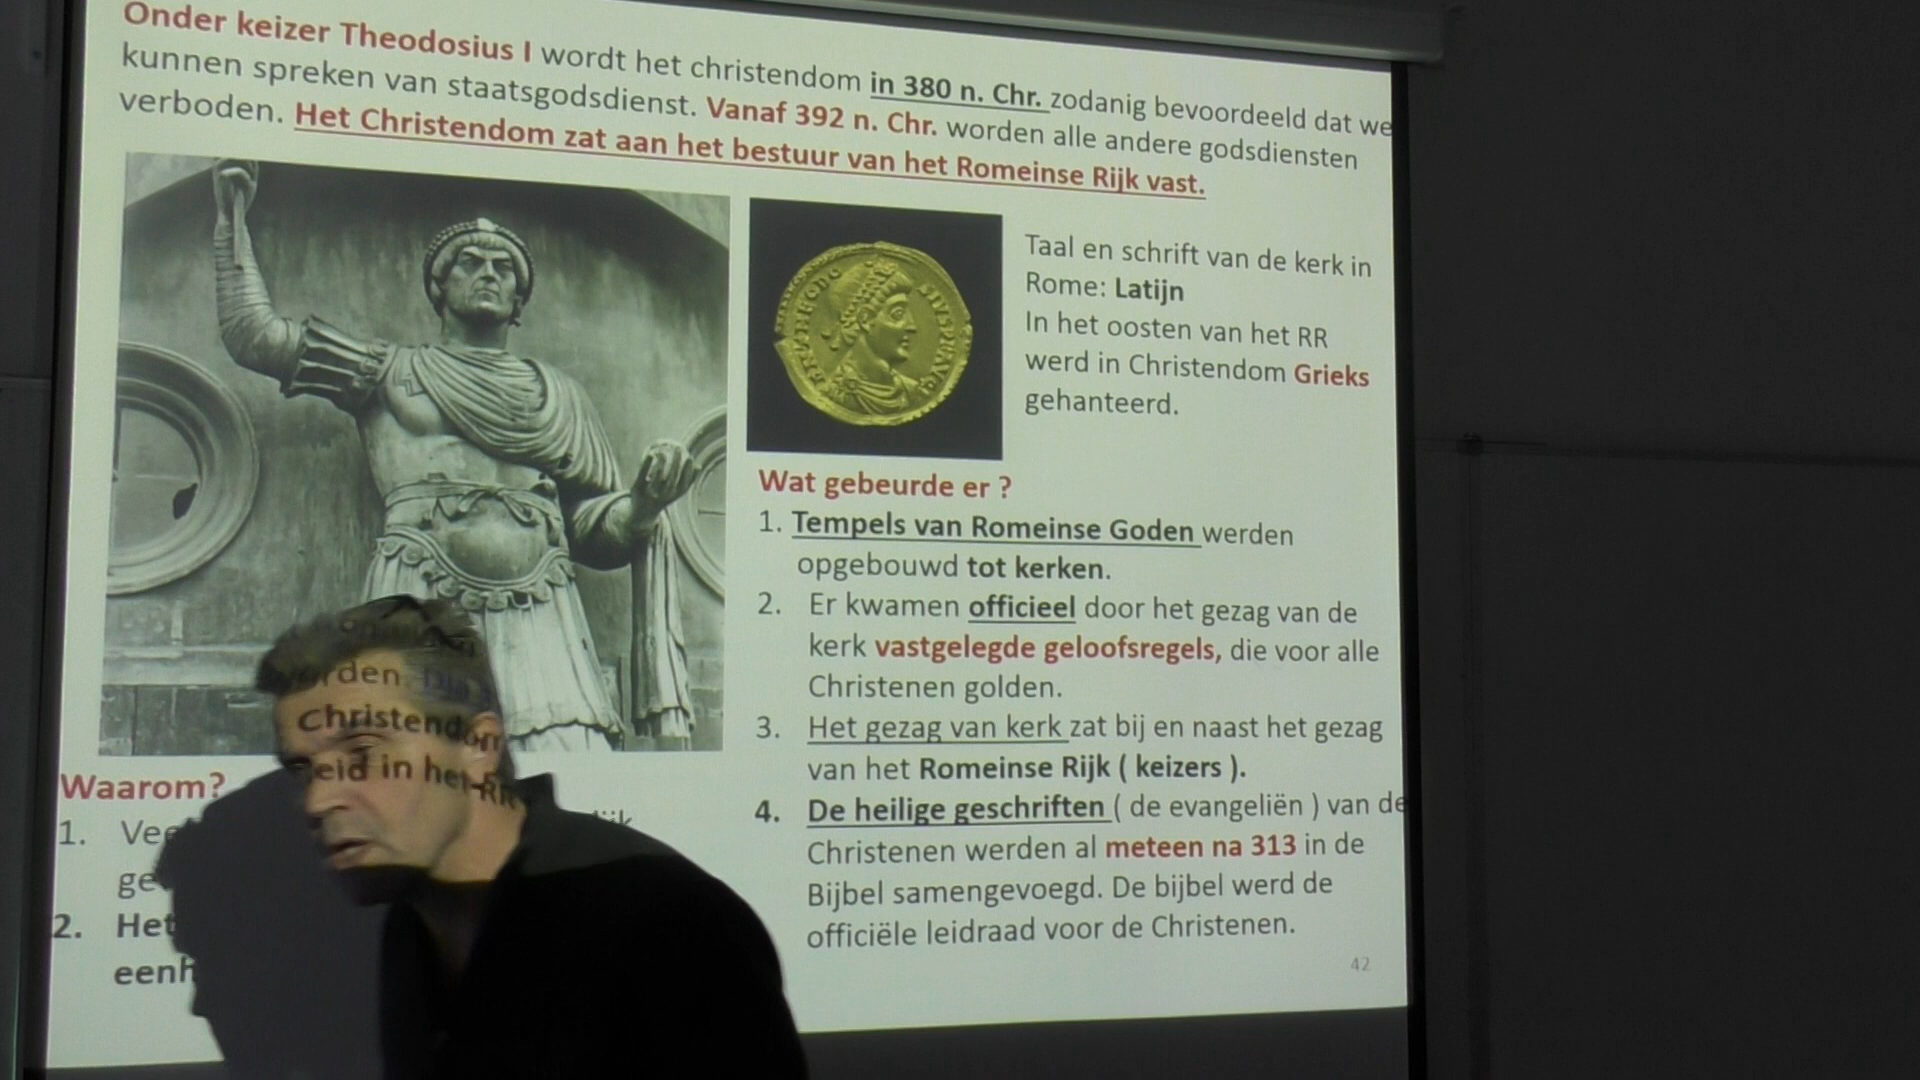 Onder keizer Theodosius I wordt het christendom in 380 n. Chr. zodanig bevoordeeld dat we
kunnen spreken van staatsgodsdienst. Vanaf 392 n. Chr. worden alle andere godsdiensten
verboden. Het Christendom zat aan het bestuur van het Romeinse Rijk vast.
Taal en schrift van de kerk in
Rome: Latijn
In het oosten van het RR
werd in Christendom Grieks
gehanteerd.
Wat gebeurde er ?
1. Tempels van Romeinse Goden werden
opgebouwd tot kerken.
2. Er kwamen officieel door het gezag van de
kerk vastgelegde geloofsregels, die voor alle
Christenen golden.
3. Het gezag van kerk zat bij en naast het gezag
van het Romeinse Rijk ( keizers ).
4. De heilige geschriften ( de evangeliën ) van de
Christenen werden al meteen na 313 in de
Bijbel samengevoegd. De bijbel werd de
officiële leidraad voor de Christenen.
42
Waarom?
1.
2. Het
in het RR